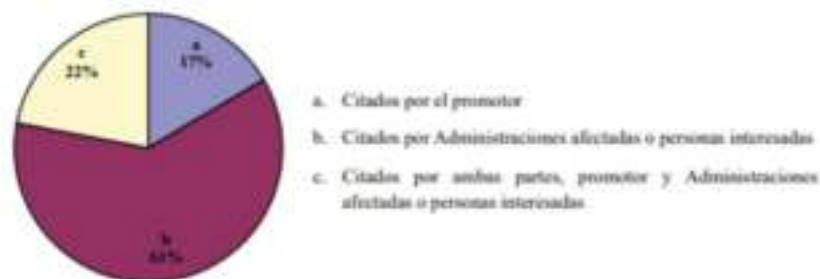 a
17%
c
22%
b
61%
a. Citados por el promotor
b. Citados por Administraciones afectadas o personas interesadas
c. Citados por ambas partes, promotor y Administraciones
afectadas o personas interesadas